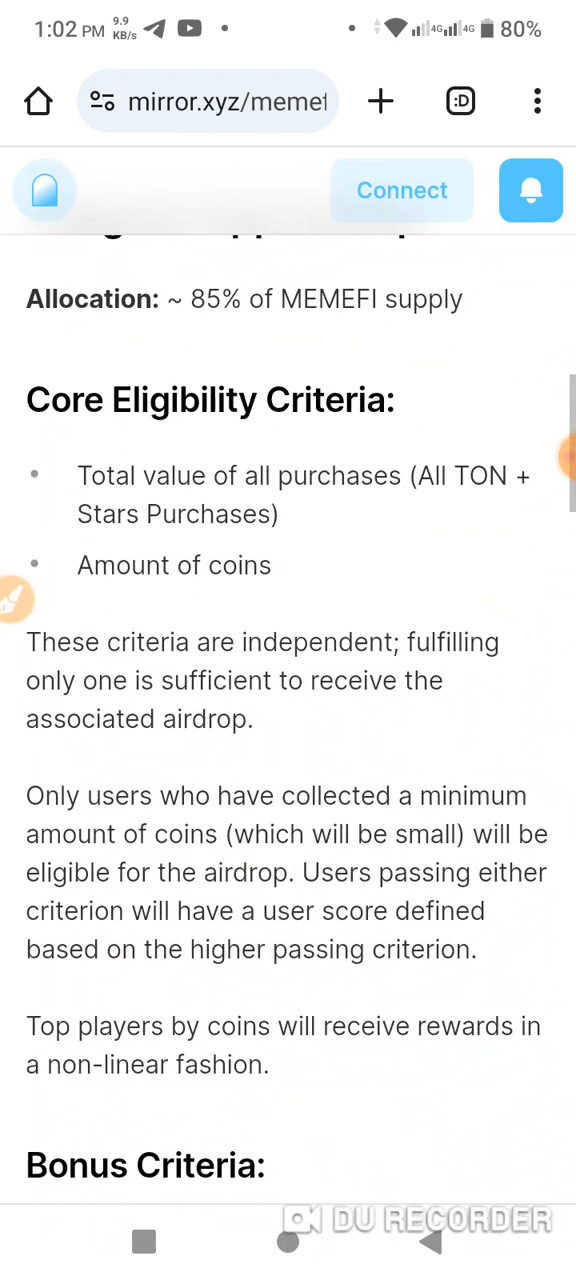 1:02 PM 9.9 KB/s 4G 4G 80%
mirror.xyz/memef
:D
Connect
Allocation: ~ 85% of MEMEFI supply
Core Eligibility Criteria:
• Total value of all purchases (All TON +
Stars Purchases)
• Amount of coins
These criteria are independent; fulfilling
only one is sufficient to receive the
associated airdrop.
Only users who have collected a minimum
amount of coins (which will be small) will be
eligible for the airdrop. Users passing either
criterion will have a user score defined
based on the higher passing criterion.
Top players by coins will receive rewards in
a non-linear fashion.
Bonus Criteria:
DU RECORDER